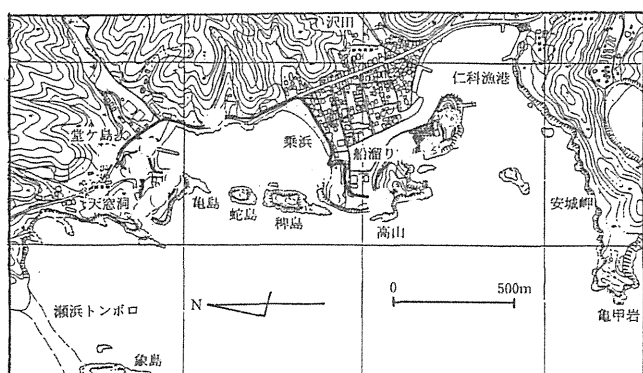 沢田
仁科漁港
堂ケ島
乗浜
船溜り
天窓洞
亀島
蛇島
稗島
高山
安城岬
瀬浜トンボロ
N
0 500m
亀甲岩
象島